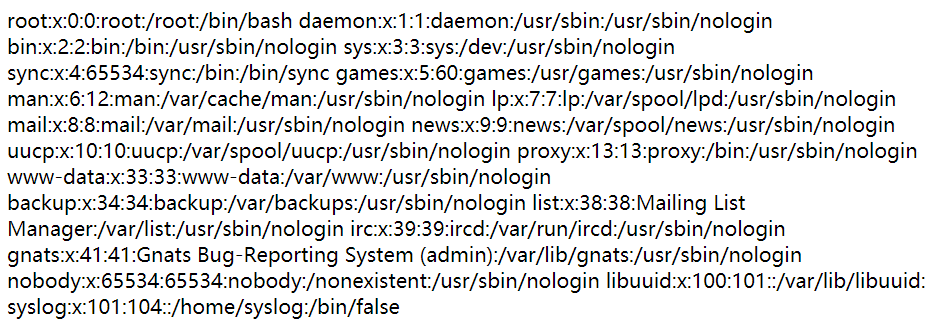 root:x:0:0:root:/root:/bin/bash daemon:x:1:1:daemon:/usr/sbin:/usr/sbin/nologin
bin:x:2:2:bin:/bin:/usr/sbin/nologin sys:x:3:3:sys:/dev:/usr/sbin/nologin
sync:x:4:65534:sync:/bin:/bin/sync games:x:5:60:games:/usr/games:/usr/sbin/nologin
man:x:6:12:man:/var/cache/man:/usr/sbin/nologin lp:x:7:7:lp:/var/spool/lpd:/usr/sbin/nologin
mail:x:8:8:mail:/var/mail:/usr/sbin/nologin news:x:9:9:news:/var/spool/news:/usr/sbin/nologin
uucp:x:10:10:uucp:/var/spool/uucp:/usr/sbin/nologin proxy:x:13:13:proxy:/bin:/usr/sbin/nologin
www-data:x:33:33:www-data:/var/www:/usr/sbin/nologin
backup:x:34:34:backup:/var/backups:/usr/sbin/nologin list:x:38:38:Mailing List
Manager:/var/list:/usr/sbin/nologin irc:x:39:39:ircd:/var/run/ircd:/usr/sbin/nologin
gnats:x:41:41:Gnats Bug-Reporting System (admin):/var/lib/gnats:/usr/sbin/nologin
nobody:x:65534:65534:nobody:/nonexistent:/usr/sbin/nologin libuuid:x:100:101::/var/lib/libuuid:
syslog:x:101:104::/home/syslog:/bin/false